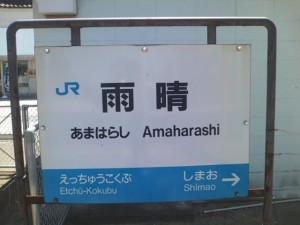 JR
雨晴
あまはらし Amaharashi
えっちゅうこくぶ しまお →
Etchū-Kokubu Shimao